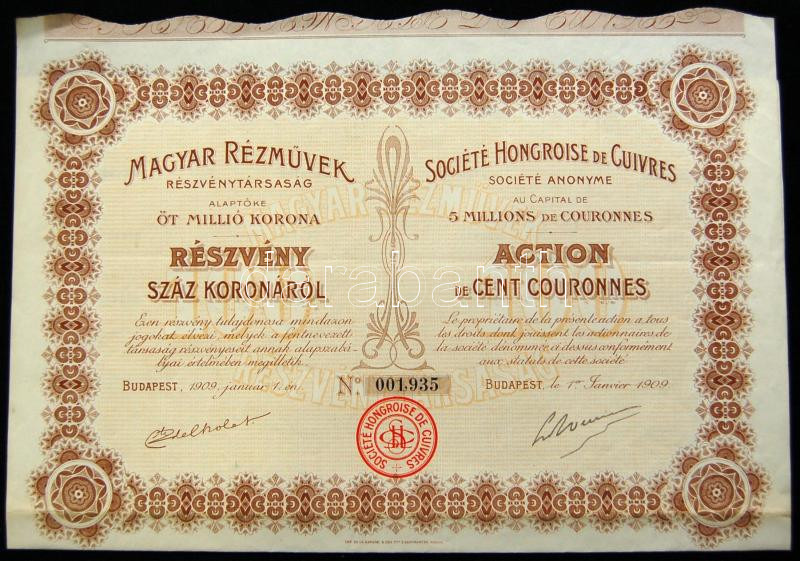 MAGYAR RÉZMŰVEK
RÉSZVÉNYTÁRSASÁG
ALAPTŐKE
ÖT MILLIÓ KORONA
RÉSZVÉNY
SZÁZ KORONÁRÓL
Ezen részvény tulajdonosa mindazon
jogokat élvezi, melyek a fentnevezett
társaság részvényeseit annak alapszabá-
lyai értelmében megilletik.
BUDAPEST, 1909. január 1-én.
SOCIÉTÉ HONGROISE DE CUIVRES
SOCIÉTÉ ANONYME
AU CAPITAL DE
5 MILLIONS DE COURONNES
ACTION
DE CENT COURONNES
Le propriétaire de la présente action a tous
les droits dont jouissent les actionnaires de
la société dénommée ci-dessus conformément
aux statuts de cette société
BUDAPEST, le 1er Janvier 1909.
No 001,935
SOCIÉTÉ HONGROISE DE CUIVRES
MAGYAR RÉZMŰVEK
RÉSZVÉNYTÁRSASÁG
darabanth